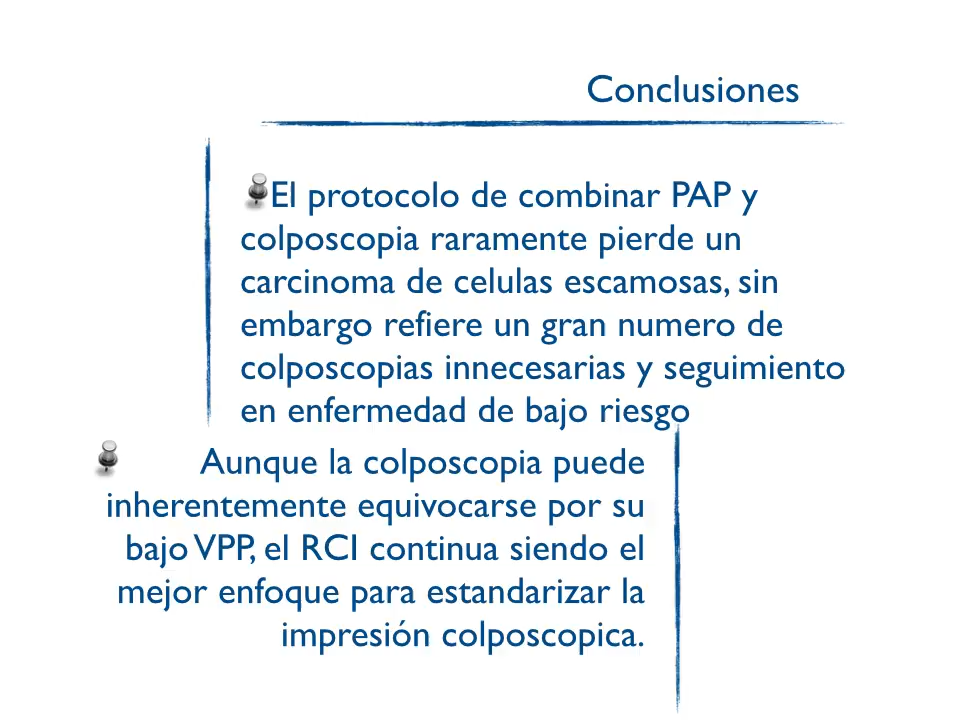 Conclusiones
El protocolo de combinar PAP y
colposcopia raramente pierde un
carcinoma de celulas escamosas, sin
embargo refiere un gran numero de
colposcopias innecesarias y seguimiento
en enfermedad de bajo riesgo
Aunque la colposcopia puede
inherentemente equivocarse por su
bajo VPP, el RCI continua siendo el
mejor enfoque para estandarizar la
impresión colposcopica.